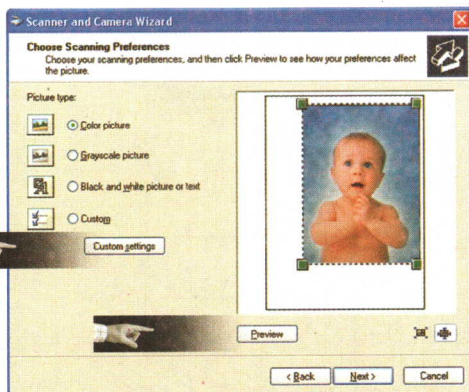 Scanner and Camera Wizard
Choose Scanning Preferences
Choose your scanning preferences, and then click Preview to see how your preferences affect
the picture.
Picture type:
Color picture
Grayscale picture
Black and white picture or text
Custom
Custom settings
Preview
< Back
Next >
Cancel